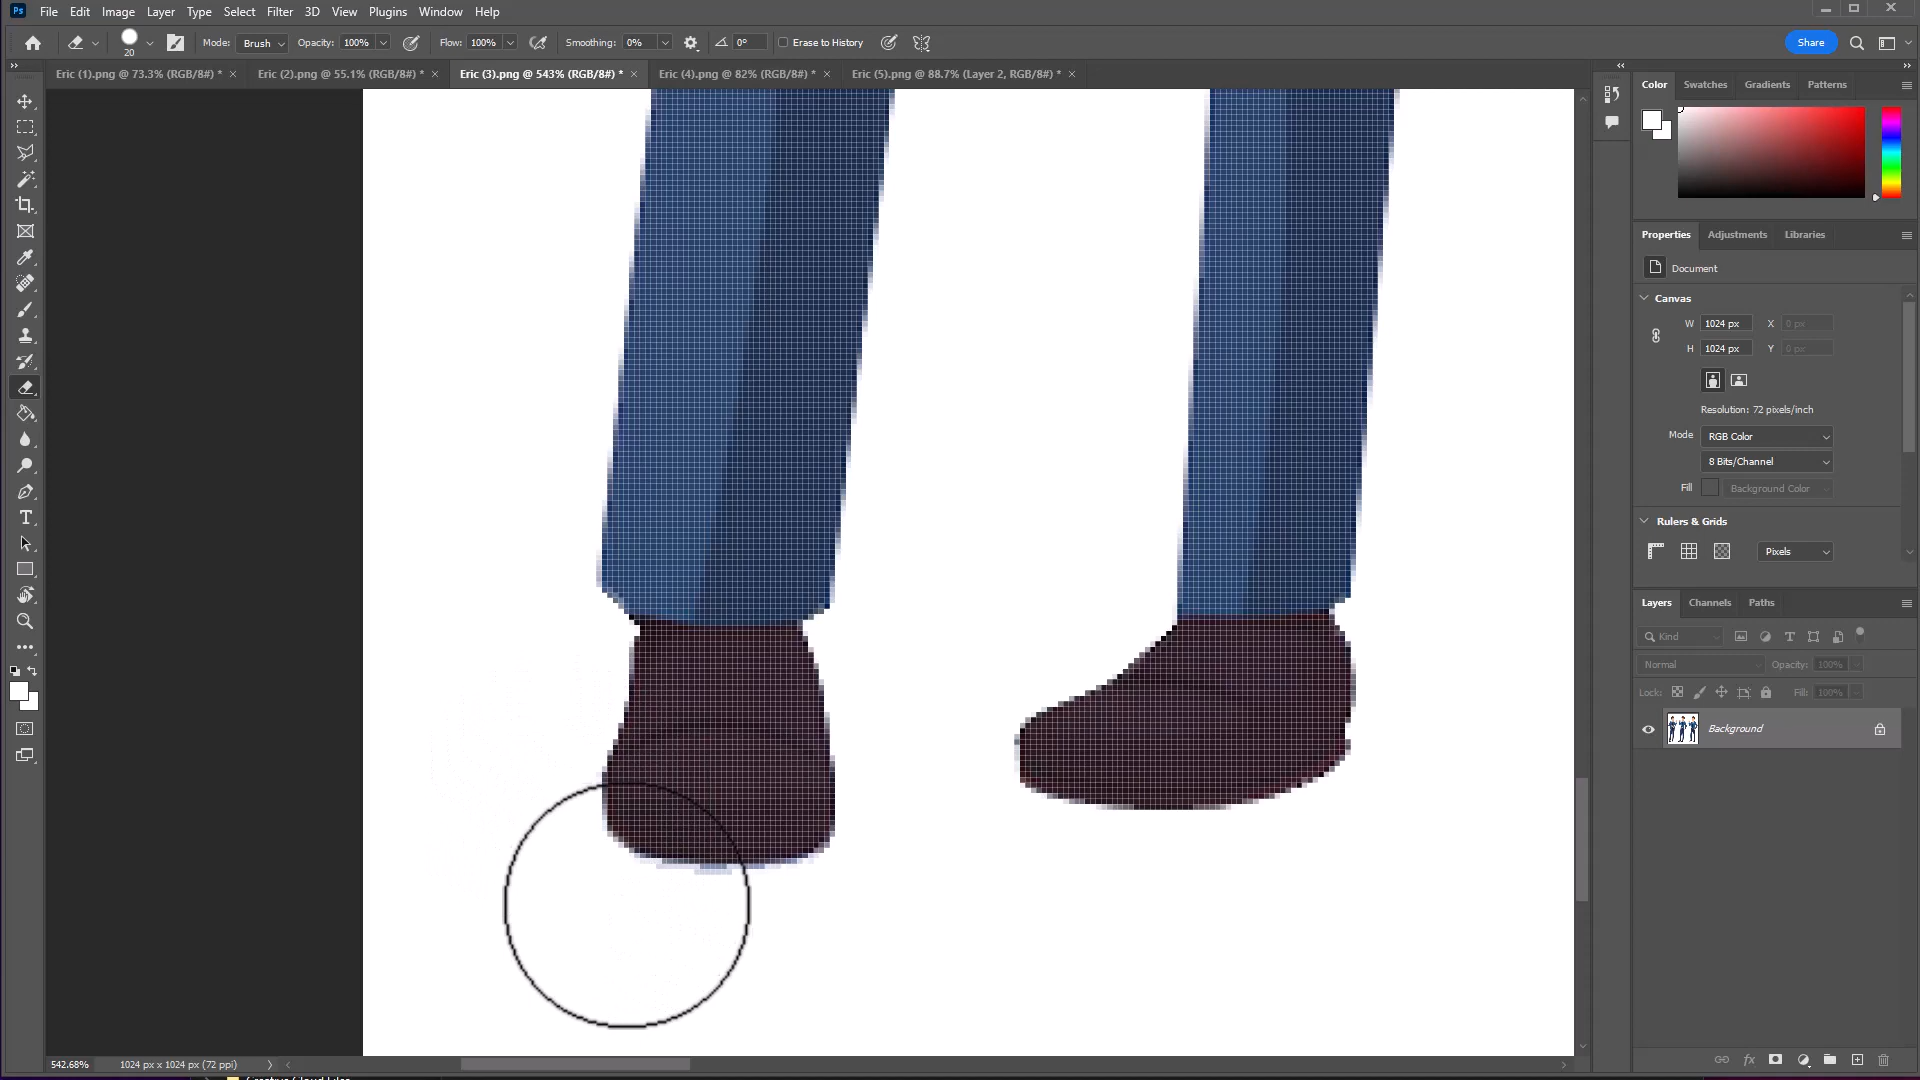 Ps File Edit Image Layer Type Select Filter 3D View Plugins Window Help
20 Mode: Brush Opacity: 100% Flow: 100% Smoothing: 0% 0° Erase to History Share
Eric (1).png @ 73.3% (RGB/8#) * × Eric (2).png @ 55.1% (RGB/8#) * × Eric (3).png @ 543% (RGB/8#) * × Eric (4).png @ 82% (RGB/8#) * × Eric (5).png @ 88.7% (Layer 2, RGB/8#) * ×
Color Swatches Gradients Patterns
Properties Adjustments Libraries
Document
Canvas
W 1024 px X 0 px
H 1024 px Y 0 px
Resolution: 72 pixels/inch
Mode RGB Color
8 Bits/Channel
Fill Background Color
Rulers & Grids
Pixels
Layers Channels Paths
Kind
Normal Opacity: 100%
Lock: Fill: 100%
Background
fx
542.68% 1024 px x 1024 px (72 ppi)